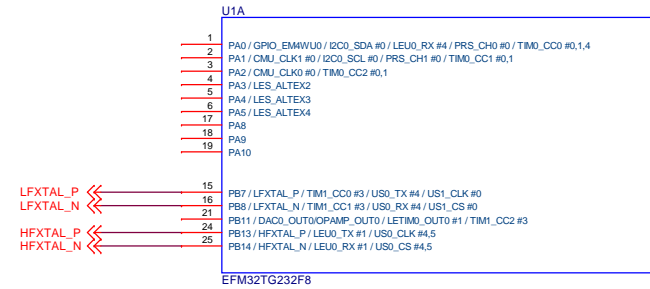 U1A
1 PA0 / GPIO_EM4WU0 / I2C0_SDA #0 / LEU0_RX #4 / PRS_CH0 #0 / TIM0_CC0 #0,1,4
2 PA1 / CMU_CLK1 #0 / I2C0_SCL #0 / PRS_CH1 #0 / TIM0_CC1 #0,1
3 PA2 / CMU_CLK0 #0 / TIM0_CC2 #0,1
4 PA3 / LES_ALTEX2
5 PA4 / LES_ALTEX3
6 PA5 / LES_ALTEX4
17 PA8
18 PA9
19 PA10
LFXTAL_P 15 PB7 / LFXTAL_P / TIM1_CC0 #3 / US0_TX #4 / US1_CLK #0
LFXTAL_N 16 PB8 / LFXTAL_N / TIM1_CC1 #3 / US0_RX #4 / US1_CS #0
21 PB11 / DAC0_OUT0/OPAMP_OUT0 / LETIM0_OUT0 #1 / TIM1_CC2 #3
HFXTAL_P 24 PB13 / HFXTAL_P / LEU0_TX #1 / US0_CLK #4,5
HFXTAL_N 25 PB14 / HFXTAL_N / LEU0_RX #1 / US0_CS #4,5
EFM32TG232F8